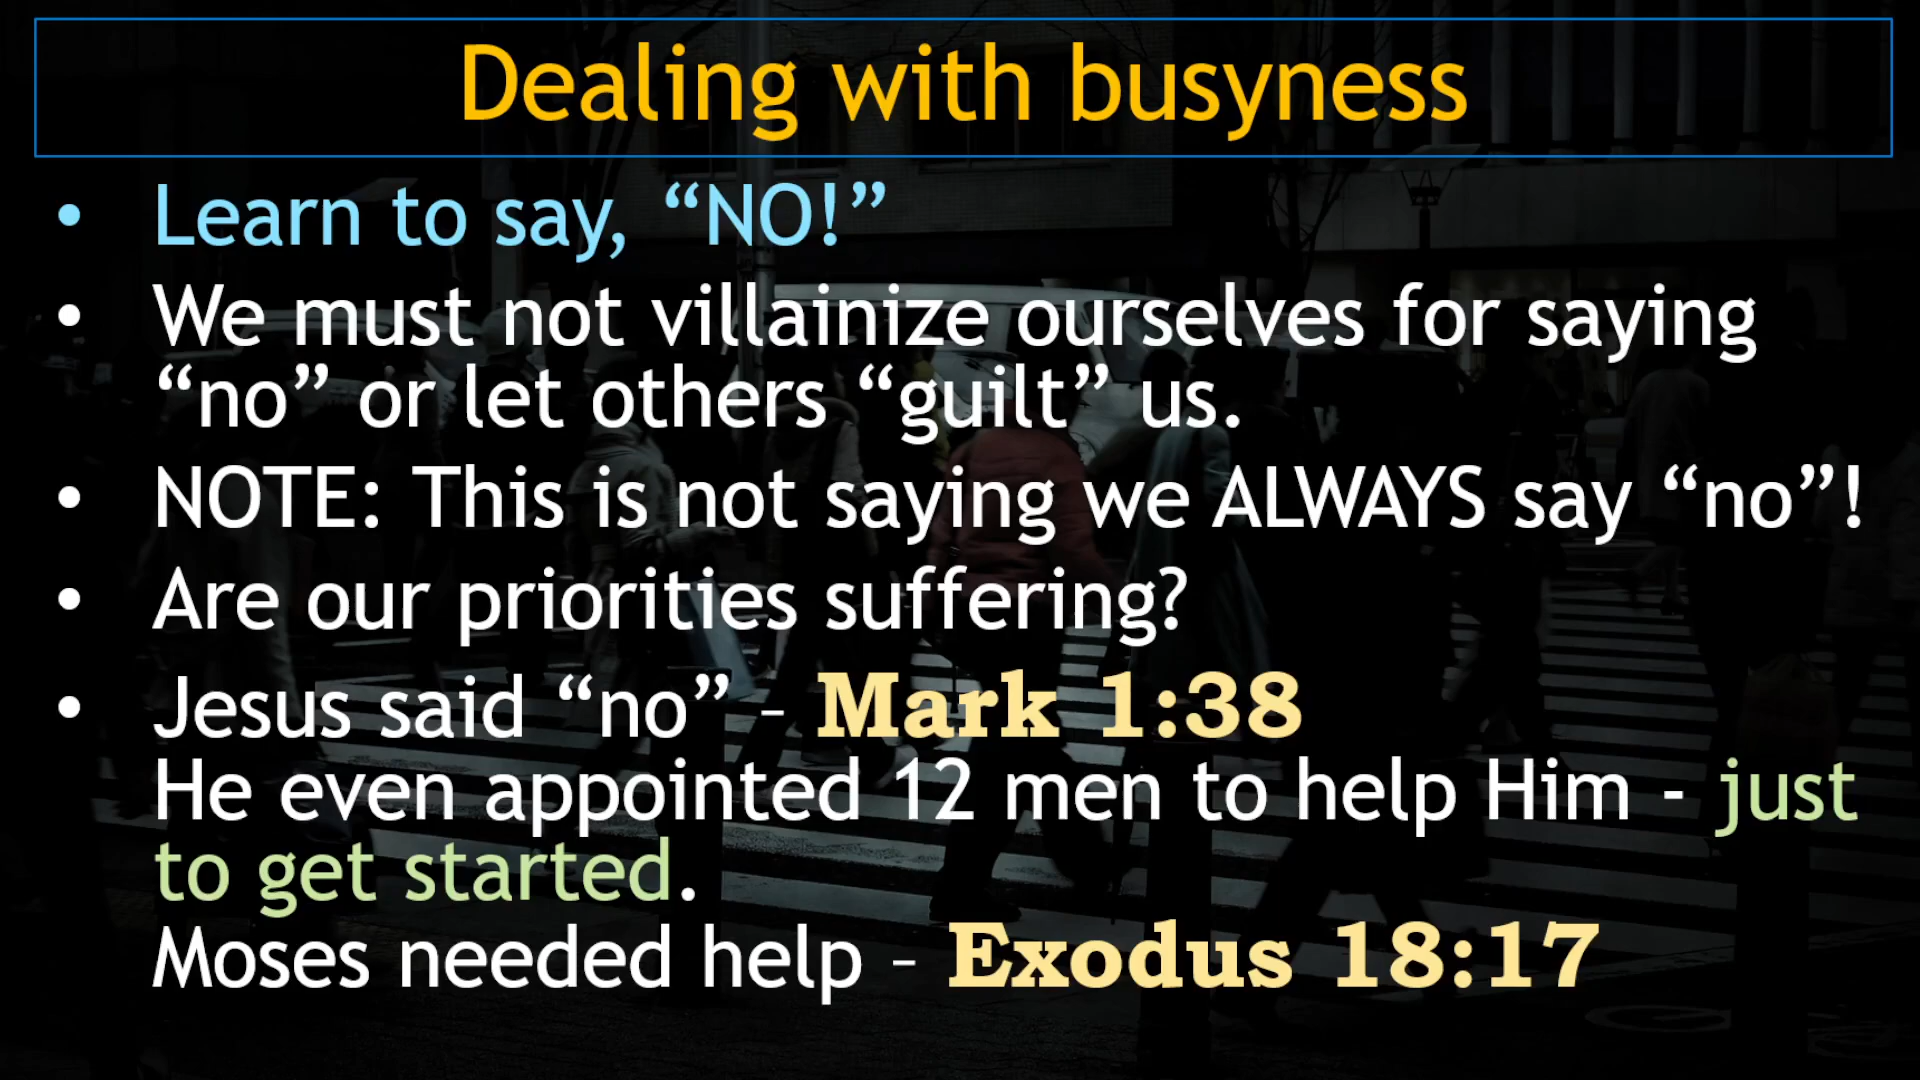 Dealing with busyness
• Learn to say, “NO!”
• We must not villainize ourselves for saying
“no” or let others “guilt” us.
• NOTE: This is not saying we ALWAYS say “no”!
• Are our priorities suffering?
• Jesus said “no” – Mark 1:38
He even appointed 12 men to help Him - just
to get started.
Moses needed help – Exodus 18:17